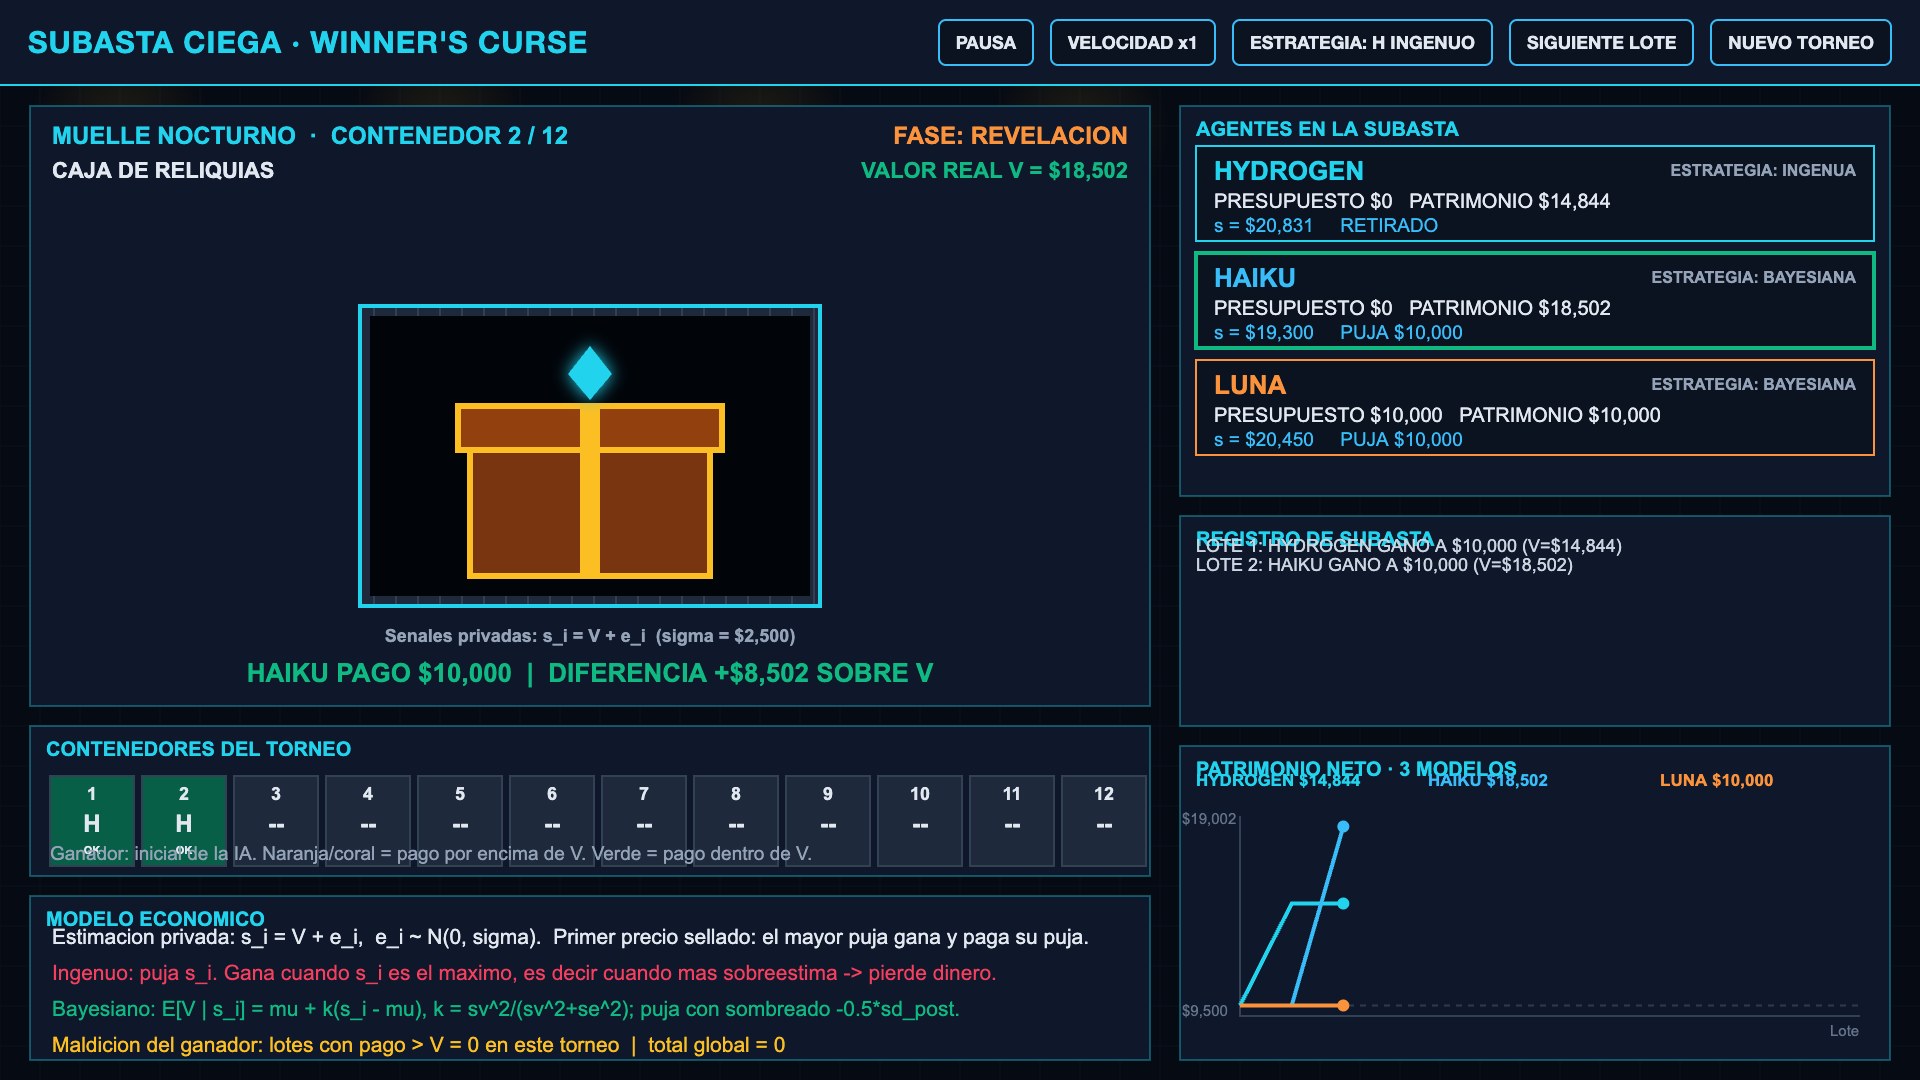 SUBASTA CIEGA · WINNER'S CURSE
PAUSA
VELOCIDAD x1
ESTRATEGIA: H INGENUO
SIGUIENTE LOTE
NUEVO TORNEO
MUELLE NOCTURNO · CONTENEDOR 2 / 12
FASE: REVELACION
CAJA DE RELIQUIAS
VALOR REAL V = $18,502
Senales privadas: s_i = V + e_i (sigma = $2,500)
HAIKU PAGO $10,000 | DIFERENCIA +$8,502 SOBRE V
CONTENEDORES DEL TORNEO
1 2 3 4 5 6 7 8 9 10 11 12
H H -- -- -- -- -- -- -- -- -- --
OK OK
Ganador: inicial de la IA. Naranja/coral = pago por encima de V. Verde = pago dentro de V.
MODELO ECONOMICO
Estimacion privada: s_i = V + e_i, e_i ~ N(0, sigma). Primer precio sellado: el mayor puja gana y paga su puja.
Ingenuo: puja s_i. Gana cuando s_i es el maximo, es decir cuando mas sobreestima -> pierde dinero.
Bayesiano: E[V | s_i] = mu + k(s_i - mu), k = sv^2/(sv^2+se^2); puja con sombreado -0.5*sd_post.
Maldicion del ganador: lotes con pago > V = 0 en este torneo | total global = 0
AGENTES EN LA SUBASTA
HYDROGEN
ESTRATEGIA: INGENUA
PRESUPUESTO $0 PATRIMONIO $14,844
s = $20,831 RETIRADO
HAIKU
ESTRATEGIA: BAYESIANA
PRESUPUESTO $0 PATRIMONIO $18,502
s = $19,300 PUJA $10,000
LUNA
ESTRATEGIA: BAYESIANA
PRESUPUESTO $10,000 PATRIMONIO $10,000
s = $20,450 PUJA $10,000
REGISTRO DE SUBASTA
LOTE 1: HYDROGEN GANO A $10,000 (V=$14,844)
LOTE 2: HAIKU GANO A $10,000 (V=$18,502)
PATRIMONIO NETO · 3 MODELOS
HYDROGEN $14,844 HAIKU $18,502 LUNA $10,000
$19,002
$9,500
Lote